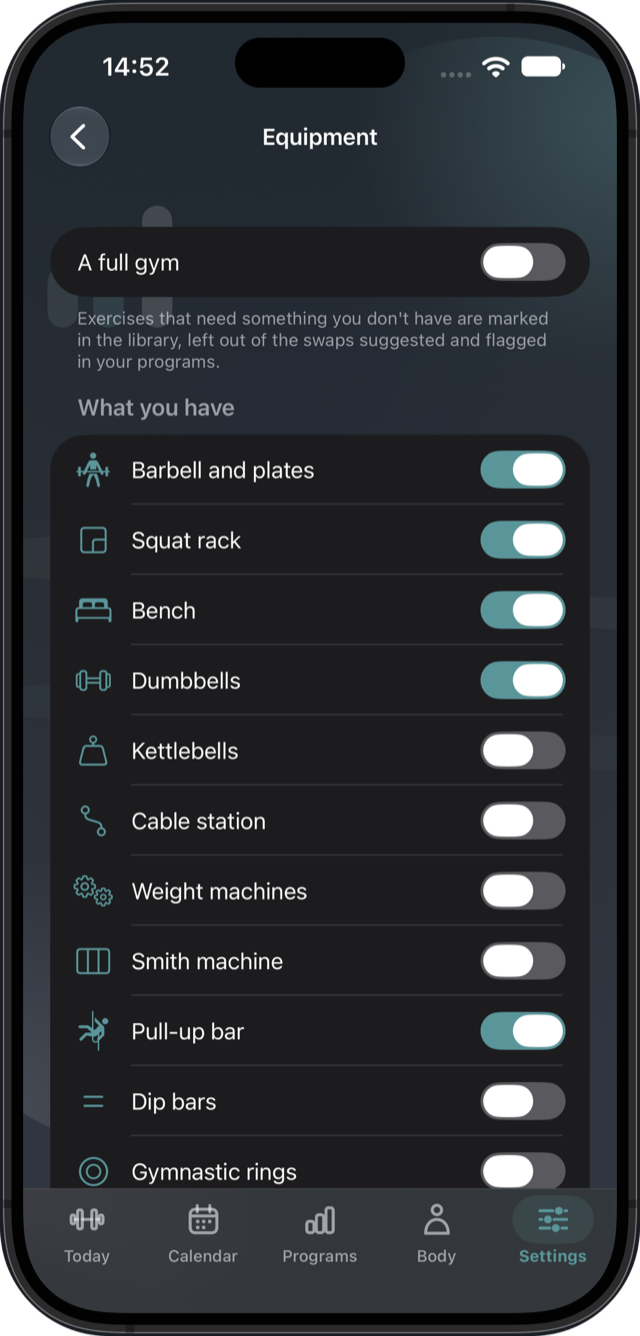 14:52
Equipment
A full gym
Exercises that need something you don't have are marked
in the library, left out of the swaps suggested and flagged
in your programs.
What you have
Barbell and plates
Squat rack
Bench
Dumbbells
Kettlebells
Cable station
Weight machines
Smith machine
Pull-up bar
Dip bars
Gymnastic rings
Today
Calendar
Programs
Body
Settings